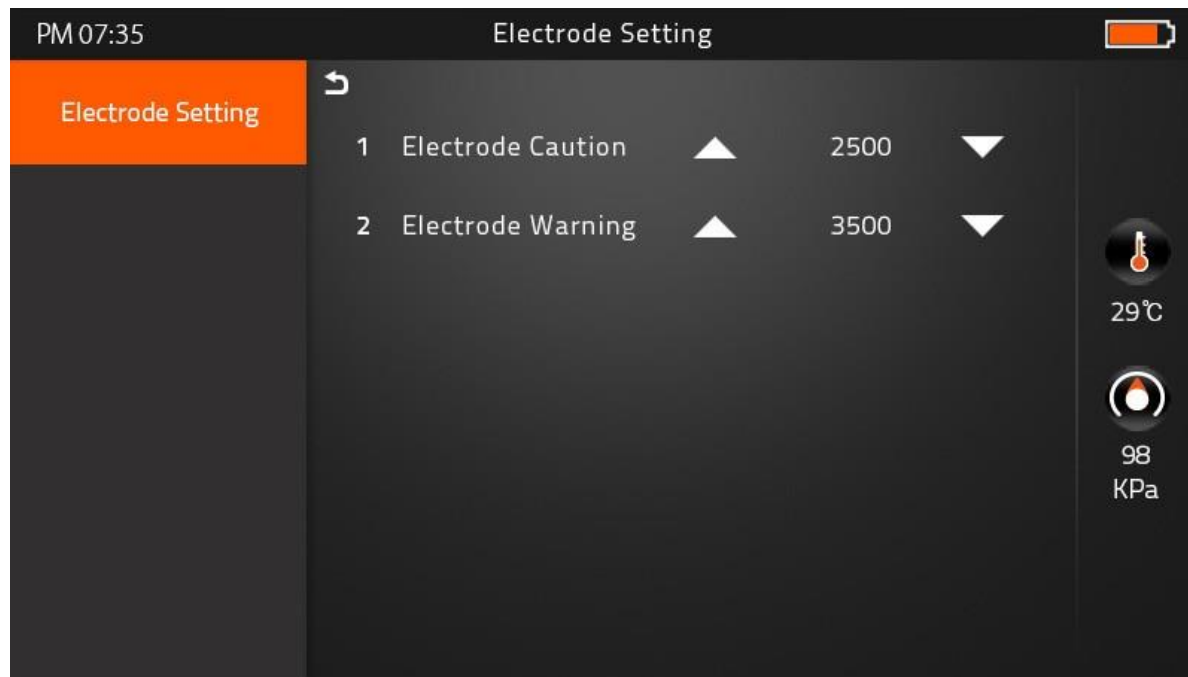 PM 07:35 Electrode Setting
Electrode Setting
1 Electrode Caution 2500
2 Electrode Warning 3500
29℃
98
KPa